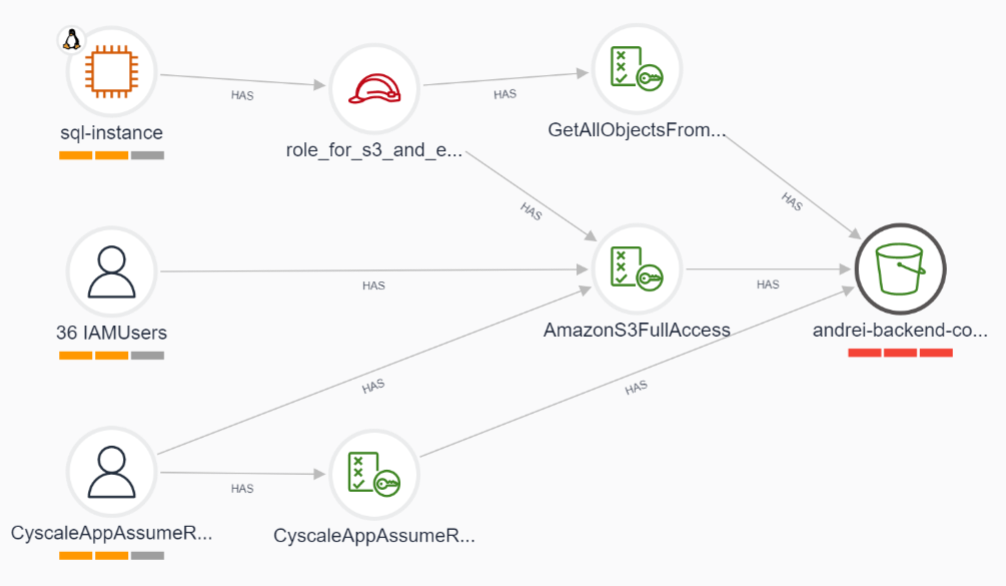 HAS
HAS
sql-instance
role_for_s3_and_e...
GetAllObjectsFrom...
HAS
HAS
36 IAMUsers
HAS
AmazonS3FullAccess
HAS
andrei-backend-co...
HAS
HAS
CyscaleAppAssumeR...
HAS
CyscaleAppAssumeR...